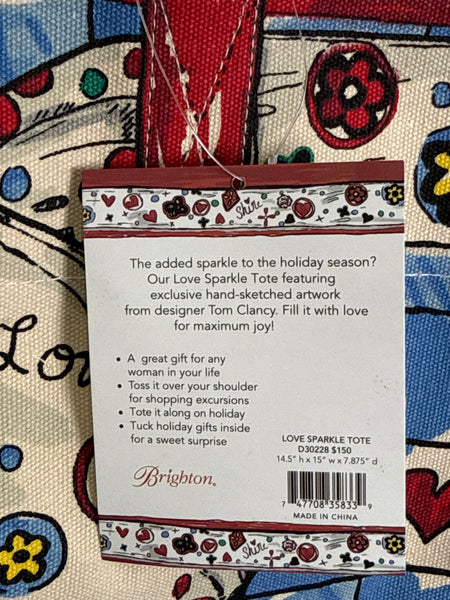 Shine
The added sparkle to the holiday season?
Our Love Sparkle Tote featuring
exclusive hand-sketched artwork
from designer Tom Clancy. Fill it with love
for maximum joy!
Lov
• A great gift for any
woman in your life
• Toss it over your shoulder
for shopping excursions
• Tote it along on holiday
• Tuck holiday gifts inside
for a sweet surprise
LOVE SPARKLE TOTE
D30228 $150
14.5" h x 15" w x 7.875" d
Brighton®
7 47708 35833 9
MADE IN CHINA
Shine